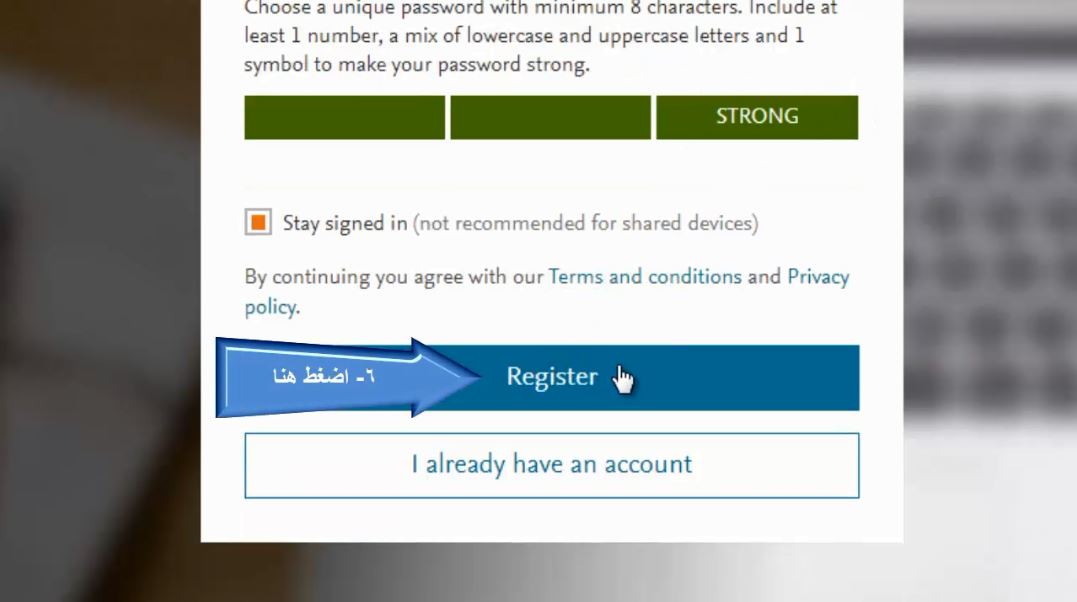 Choose a unique password with minimum 8 characters. Include at
least 1 number, a mix of lowercase and uppercase letters and 1
symbol to make your password strong.
STRONG
Stay signed in (not recommended for shared devices)
By continuing you agree with our Terms and conditions and Privacy
policy.
٦- اضغط هنا
Register
I already have an account